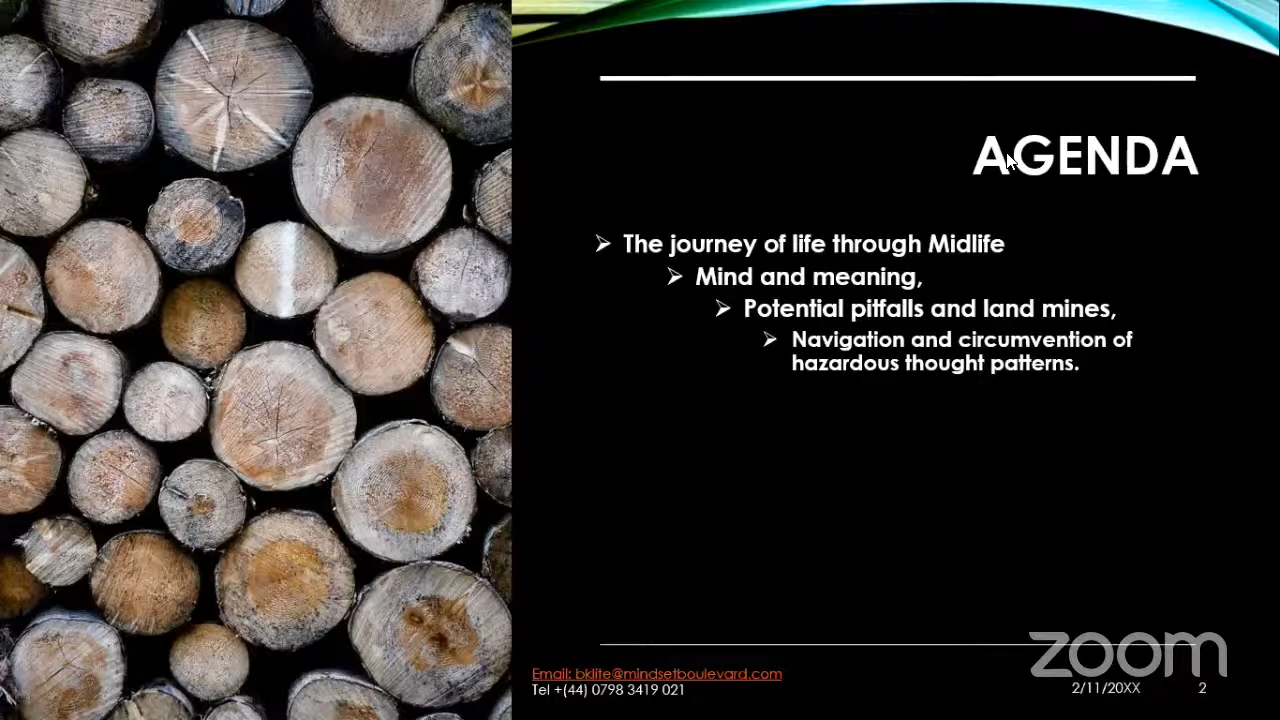 AGENDA
The journey of life through Midlife
Mind and meaning,
Potential pitfalls and land mines,
Navigation and circumvention of
hazardous thought patterns.
zoom
Email: bklite@mindsetboulevard.com
Tel +(44) 0798 3419 021
2/11/20XX
2